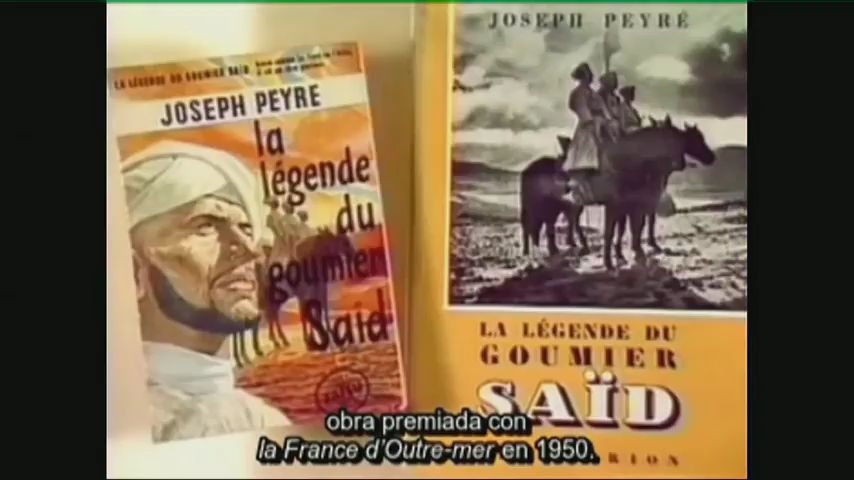 LA LÉGENDE DU GOUMIER SAÏD
JOSEPH PEYRE
la
légende
du
goumier
Saïd
JOSEPH PEYRÉ
LA LÉGENDE DU
GOUMIER
SAÏD
obra premiada con
la France d'Outre-mer en 1950.